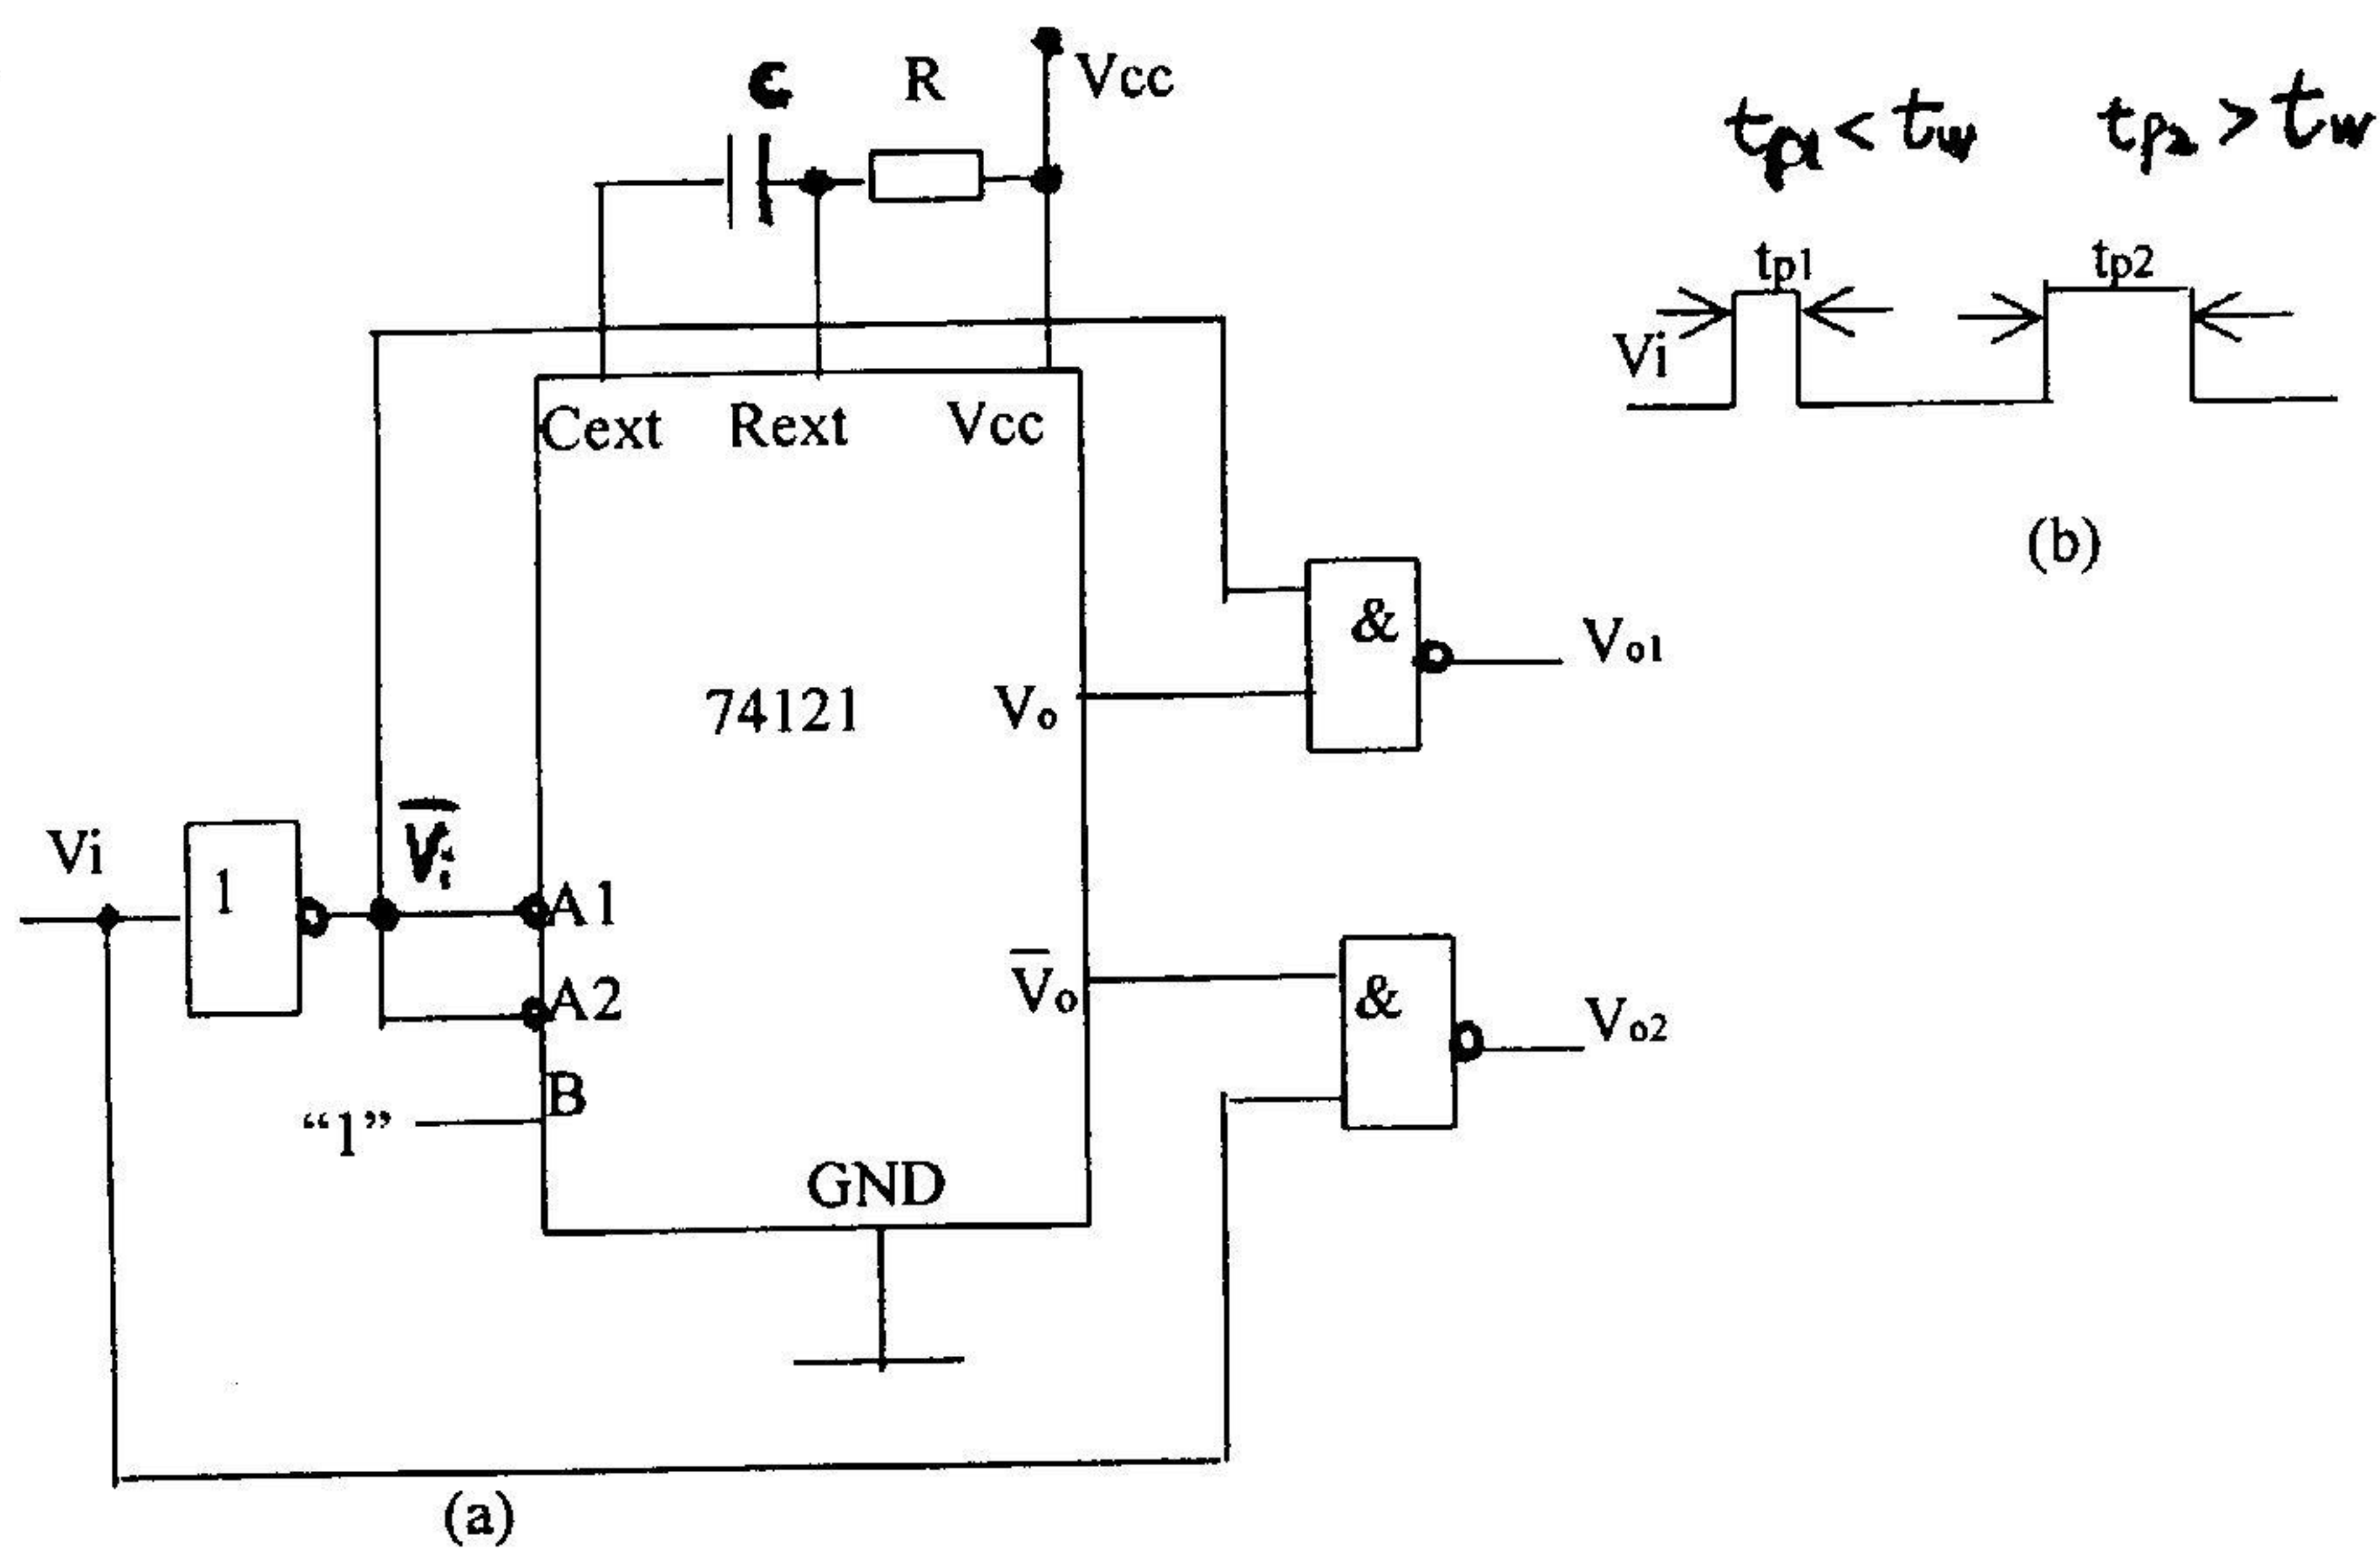 C R Vcc
tp1 < tw tp2 > tw
tp1 tp2
Vi
Cext Rext Vcc
(b)
&
Vo1
74121 Vo
Vi
1
V̅i
A1
A2
V̅o
&
Vo2
B
“1”
GND
(a)